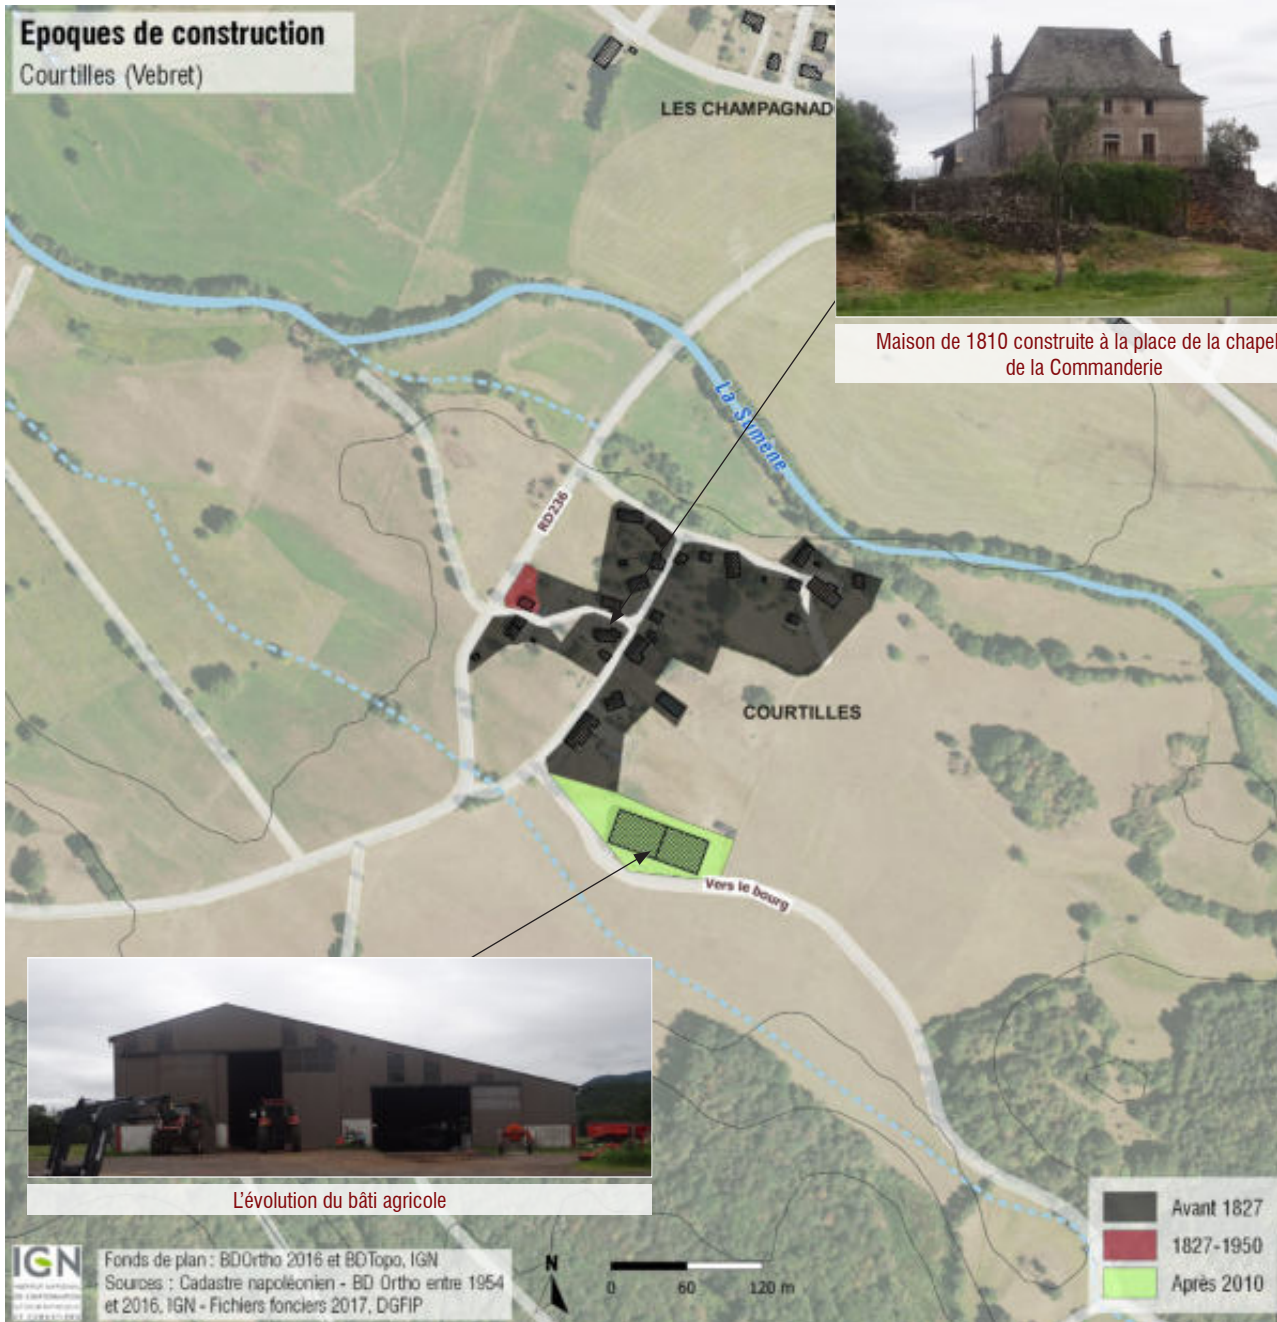 Epoques de construction
Courtilles (Vebret)
LES CHAMPAGNAD
Maison de 1810 construite à la place de la chapel
de la Commanderie
La Sumène
RD236
COURTILLES
Vers le bourg
L'évolution du bâti agricole
Avant 1827
1827-1950
Après 2010
IGN
Fonds de plan : BDOrtho 2016 et BDTopo, IGN
Sources : Cadastre napoléonien - BD Ortho entre 1954
et 2016, IGN - Fichiers fonciers 2017, DGFIP
N
0 60 120 m